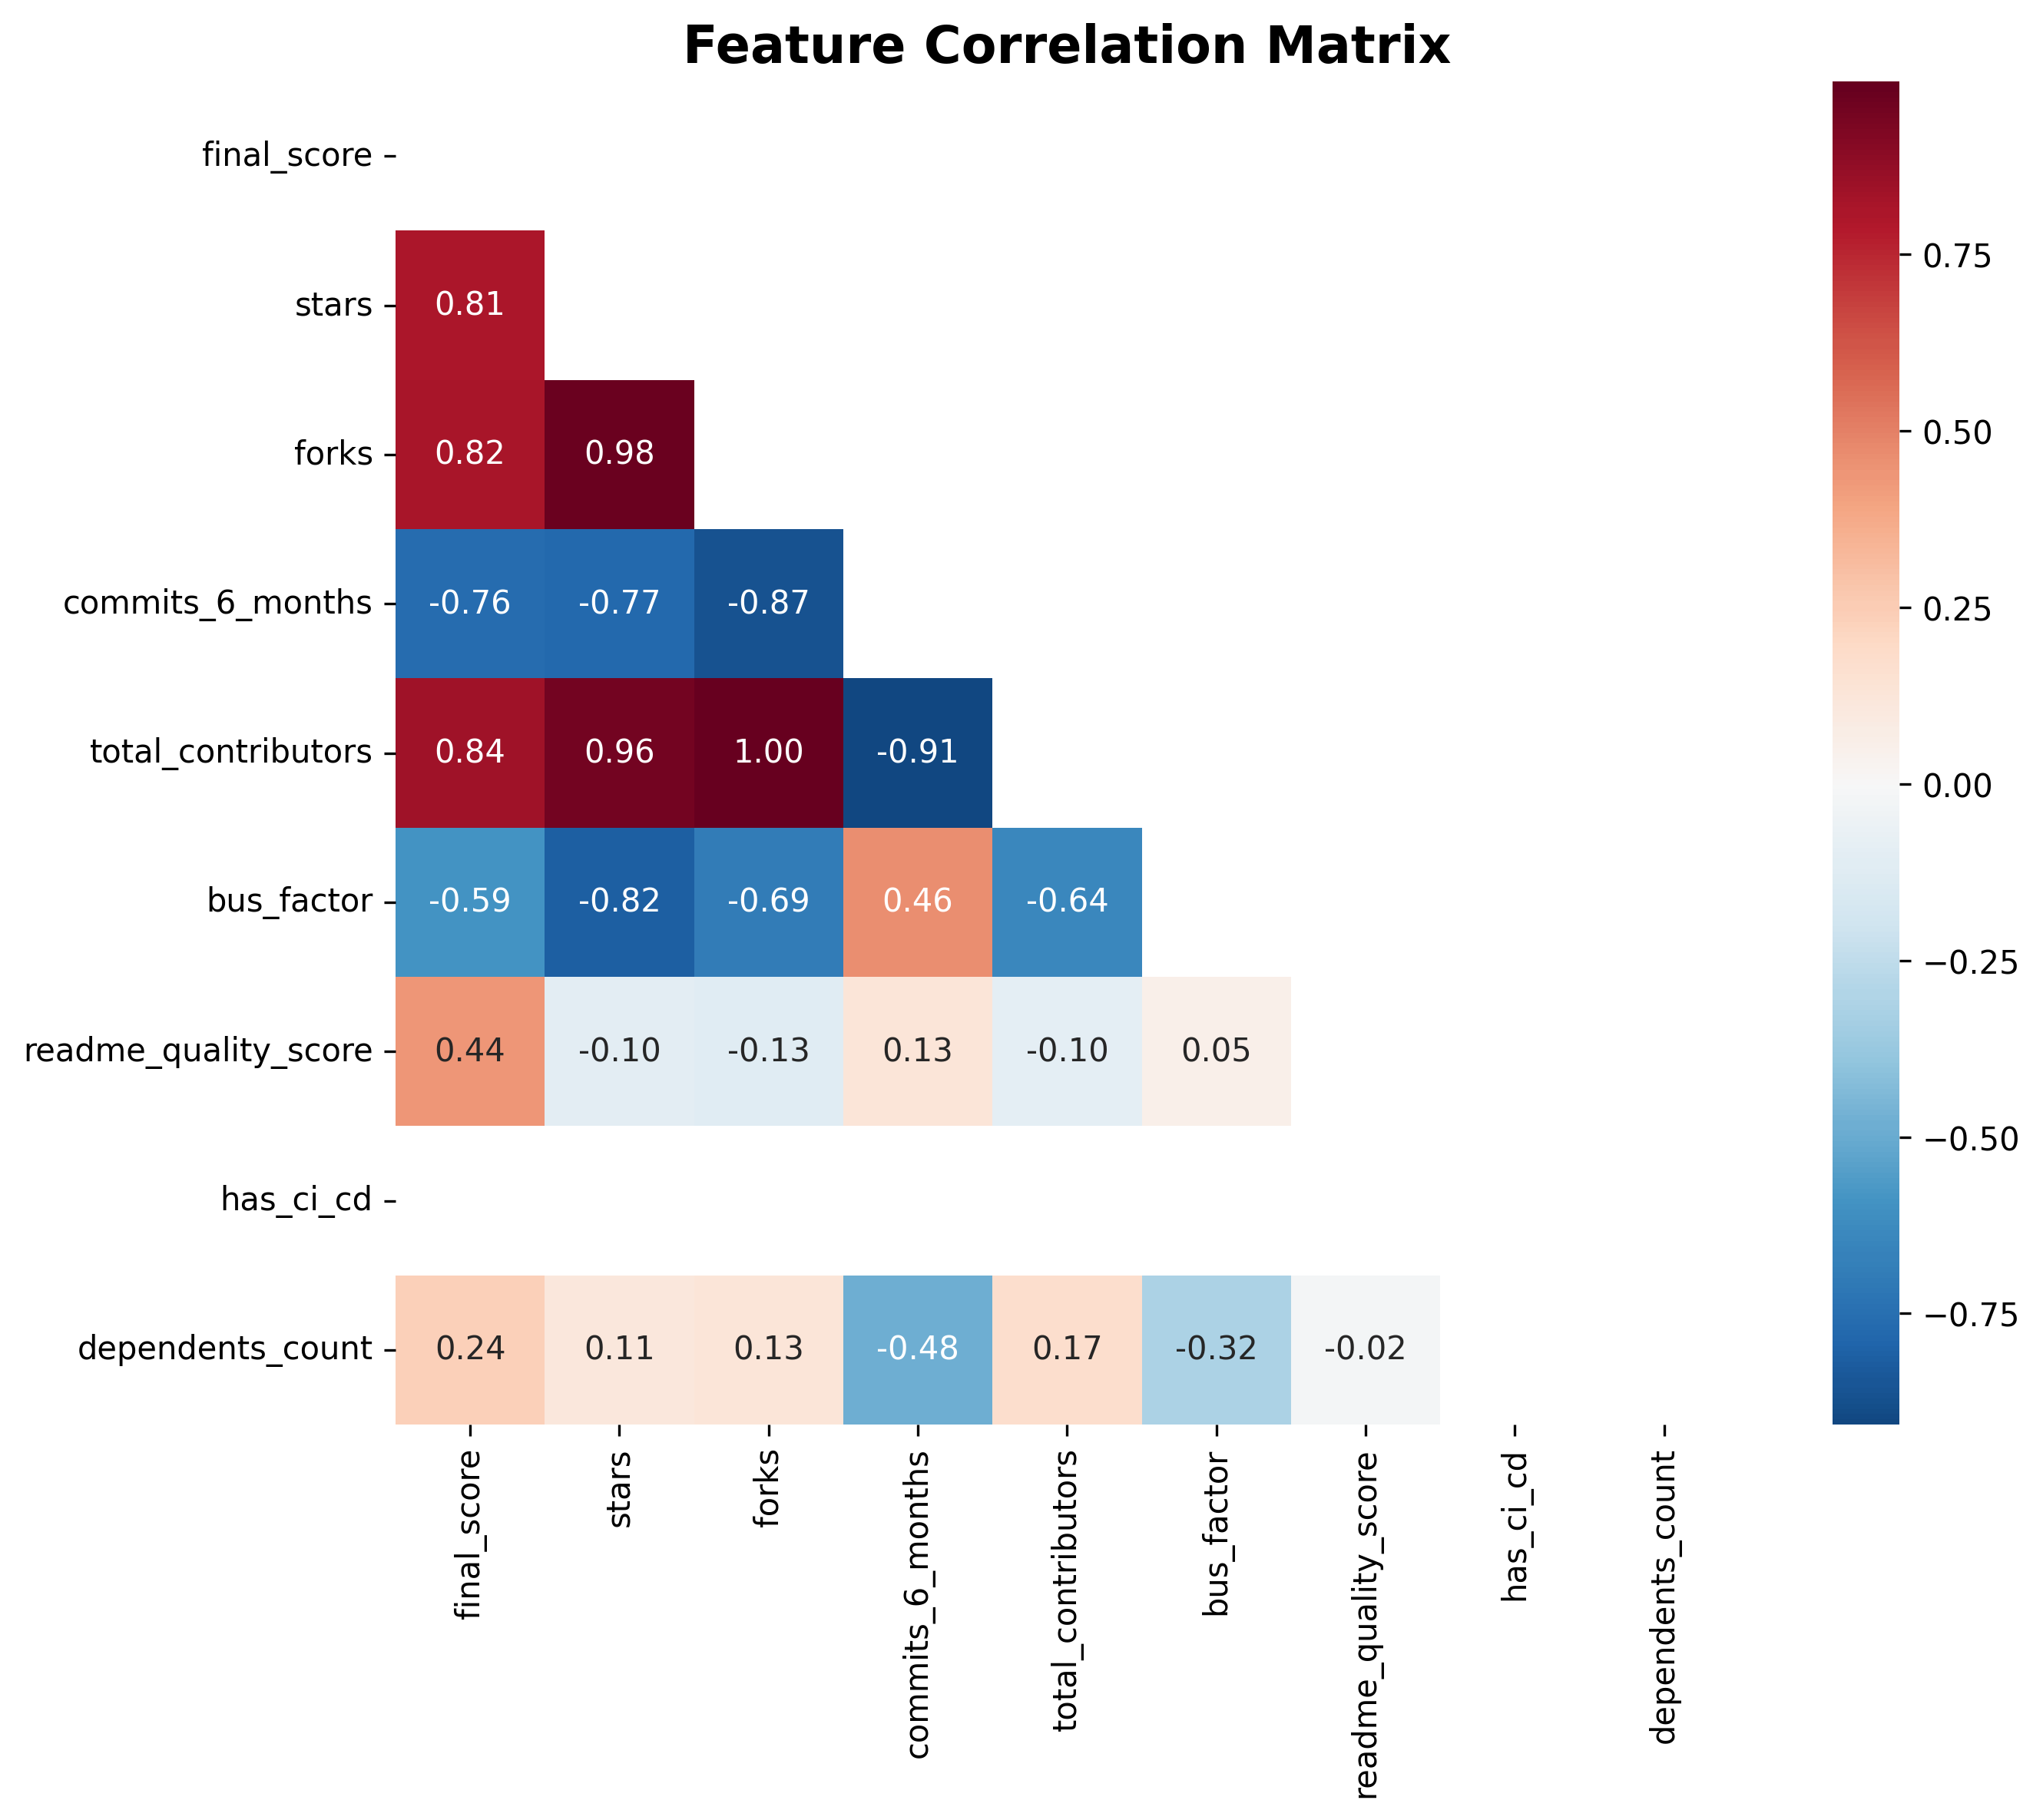 Feature Correlation Matrix
final_score
stars 0.81
forks 0.82 0.98
commits_6_months -0.76 -0.77 -0.87
total_contributors 0.84 0.96 1.00 -0.91
bus_factor -0.59 -0.82 -0.69 0.46 -0.64
readme_quality_score 0.44 -0.10 -0.13 0.13 -0.10 0.05
has_ci_cd
dependents_count 0.24 0.11 0.13 -0.48 0.17 -0.32 -0.02
final_score
stars
forks
commits_6_months
total_contributors
bus_factor
readme_quality_score
has_ci_cd
dependents_count
0.75
0.50
0.25
0.00
−0.25
−0.50
−0.75